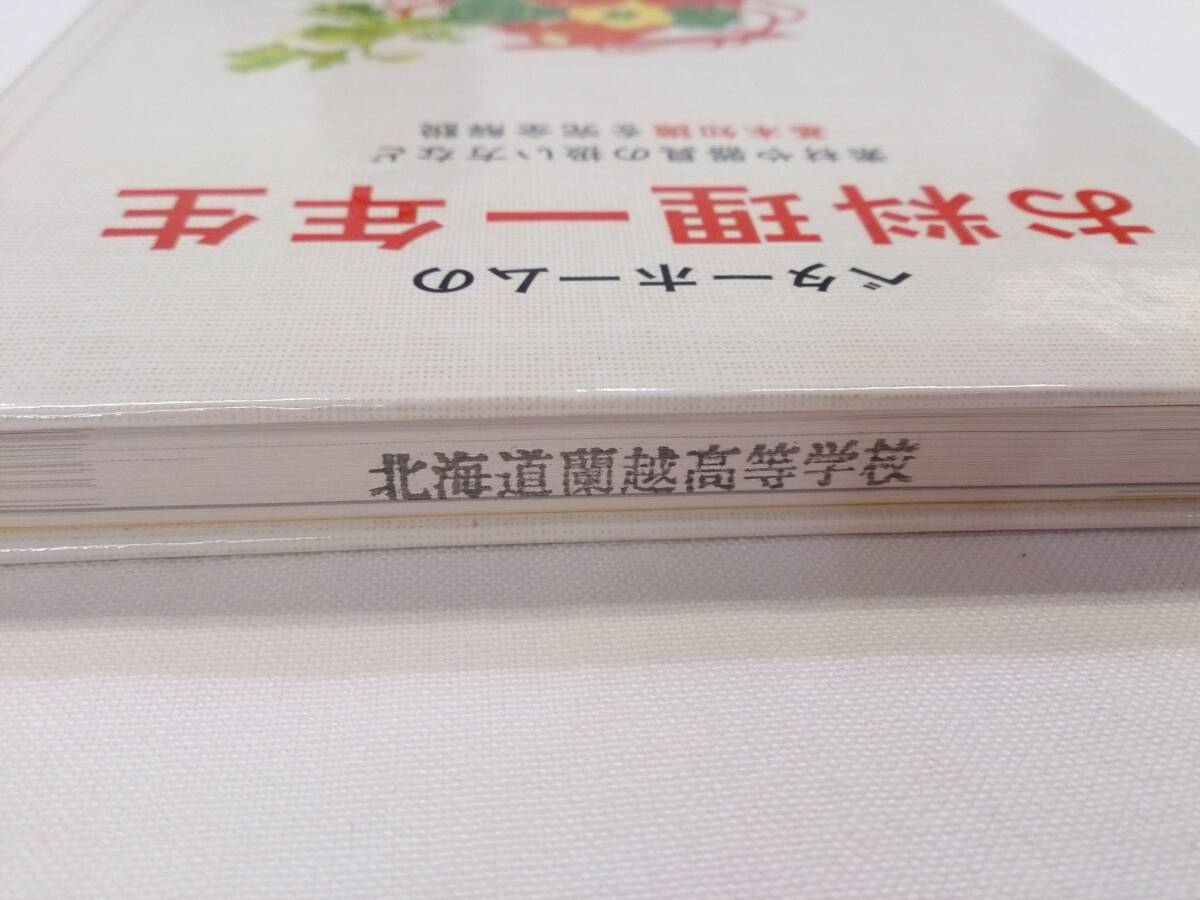 ベターホームの
お料理一年生
素材や器具の扱い方など
基本知識を完全解説
北海道蘭越高等学校